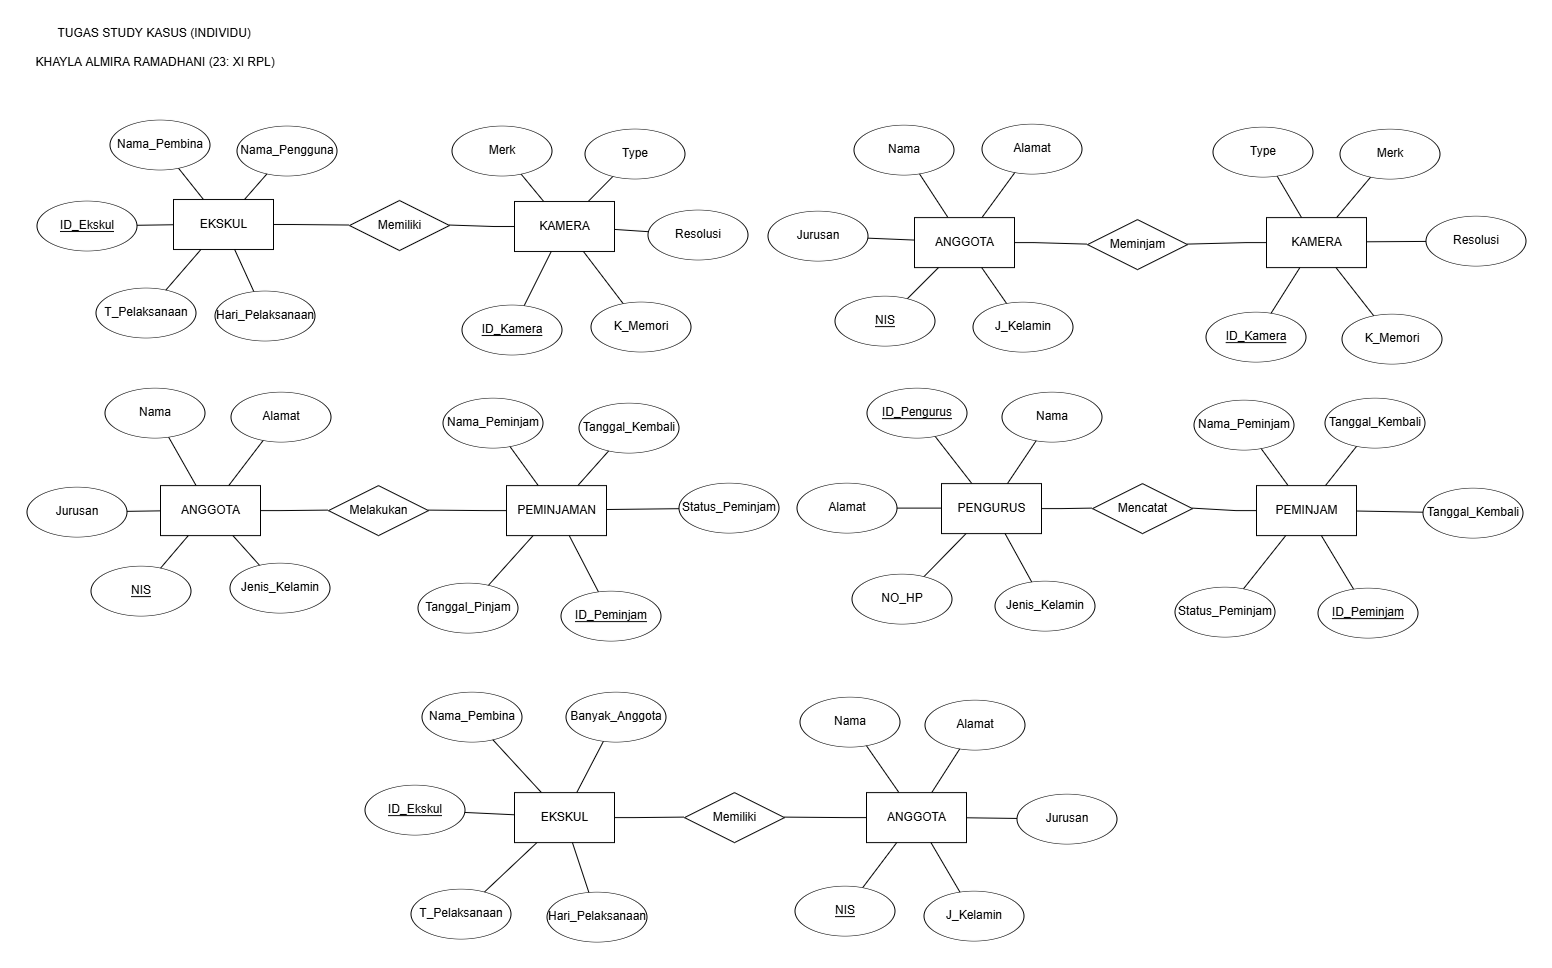 TUGAS STUDY KASUS (INDIVIDU)
KHAYLA ALMIRA RAMADHANI (23: XI RPL)
Nama_Pembina
Nama_Pengguna
ID_Ekskul
EKSKUL
T_Pelaksanaan
Hari_Pelaksanaan
Memiliki
Merk
Type
KAMERA
Resolusi
ID_Kamera
K_Memori
Nama
Alamat
Jurusan
ANGGOTA
NIS
J_Kelamin
Meminjam
Type
Merk
KAMERA
Resolusi
ID_Kamera
K_Memori
Nama
Alamat
Jurusan
ANGGOTA
NIS
Jenis_Kelamin
Melakukan
Nama_Peminjam
Tanggal_Kembali
PEMINJAMAN
Status_Peminjam
Tanggal_Pinjam
ID_Peminjam
ID_Pengurus
Nama
Alamat
PENGURUS
NO_HP
Jenis_Kelamin
Mencatat
Nama_Peminjam
Tanggal_Kembali
PEMINJAM
Tanggal_Kembali
Status_Peminjam
ID_Peminjam
Nama_Pembina
Banyak_Anggota
ID_Ekskul
EKSKUL
T_Pelaksanaan
Hari_Pelaksanaan
Memiliki
Nama
Alamat
ANGGOTA
Jurusan
NIS
J_Kelamin